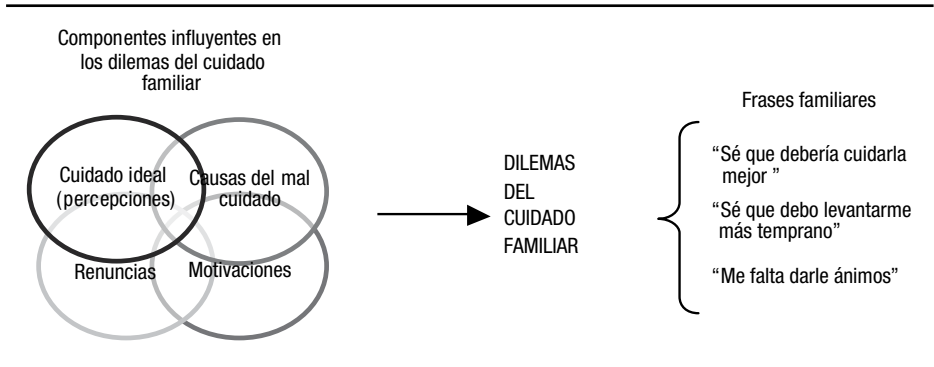 Componentes influyentes en
los dilemas del cuidado
familiar
Cuidado ideal
(percepciones)
Causas del mal
cuidado
Renuncias
Motivaciones
DILEMAS
DEL
CUIDADO
FAMILIAR
Frases familiares
“Sé que debería cuidarla
mejor ”
“Sé que debo levantarme
más temprano”
“Me falta darle ánimos”